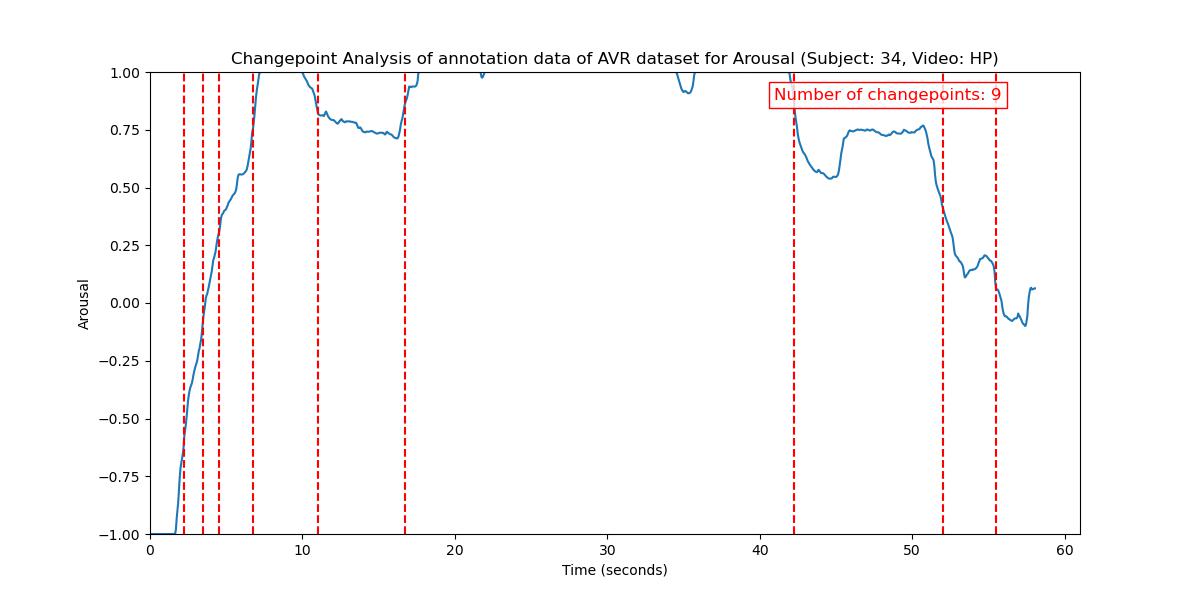 Changepoint Analysis of annotation data of AVR dataset for Arousal (Subject: 34, Video: HP)
Number of changepoints: 9
1.00
0.75
0.50
0.25
0.00
−0.25
−0.50
−0.75
−1.00
Arousal
0 10 20 30 40 50 60
Time (seconds)